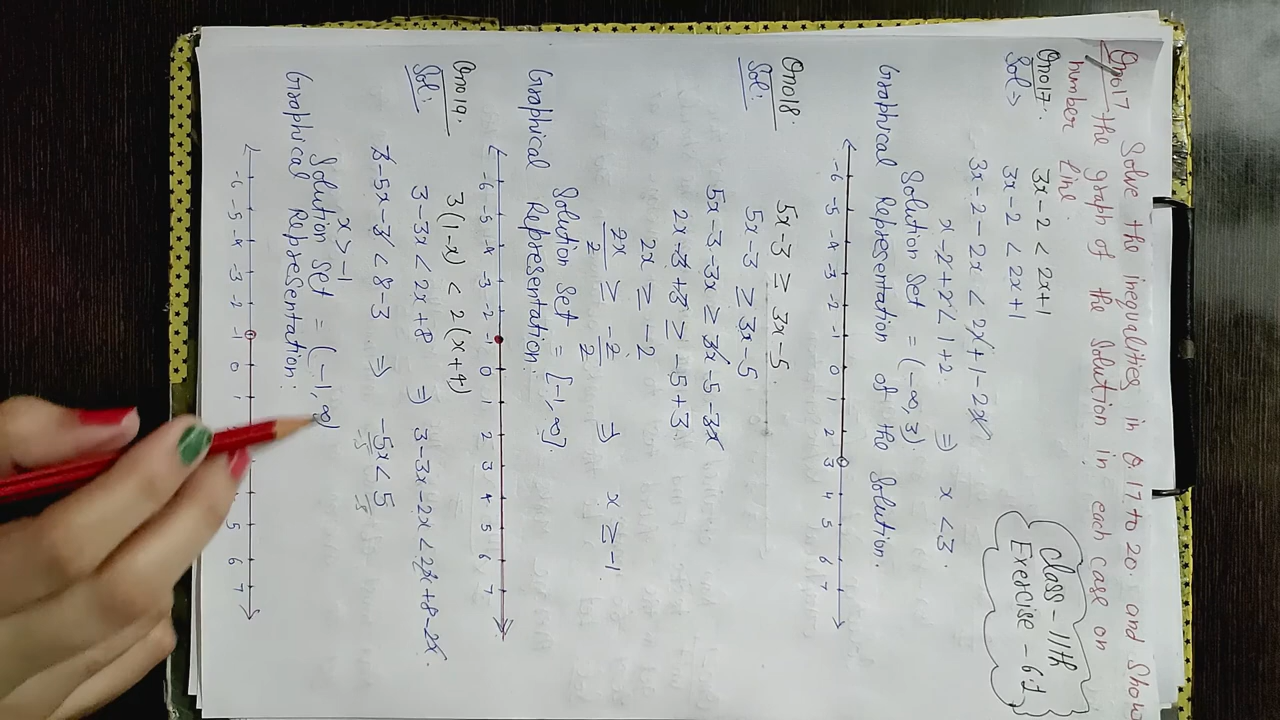 Qno17 Solve the inequalities in Q.17 to 20. and Show
the graph of the Solution in each case on
number line.
Class - 11th
Exercise - 6.1
Qno17:. 3x-2 < 2x+1
Sol => 3x-2 < 2x+1
3x-2-2x < 2x+1-2x
x-2+2 < 1+2. => x < 3.
Solution Set = (-∞, 3)
Graphical Representation of the Solution.
-6 -5 -4 -3 -2 -1 0 1 2 3 4 5 6 7
Qno18. 5x-3 ≥ 3x-5.
Sol: 5x-3 ≥ 3x-5
5x-3-3x ≥ 3x-5-3x
2x-3+3 ≥ -5+3
2x ≥ -2
2x/2 ≥ -2/2 => x ≥ -1
Solution Set = [-1, ∞).
Graphical Representation:
-6 -5 -4 -3 -2 -1 0 1 2 3 4 5 6 7
Qno19. 3(1-x) < 2(x+4)
Sol: 3-3x < 2x+8 => 3-3x-2x < 2x+8-2x.
3-5x-3 < 8-3 => -5x/-5 < 5/-5
x > -1
Solution Set = (-1, ∞)
Graphical Representation:
-6 -5 -4 -3 -2 -1 0 1 5 6 7